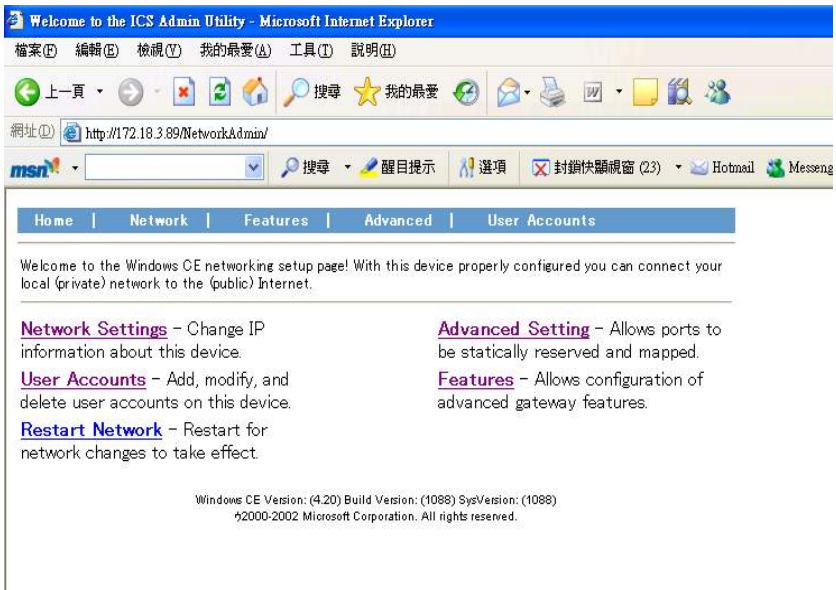 Welcome to the ICS Admin Utility - Microsoft Internet Explorer
檔案(F) 編輯(E) 檢視(V) 我的最愛(A) 工具(T) 說明(H)
上一頁 搜尋 我的最愛
網址(D) http://172.18.3.89/NetworkAdmin/
msn 搜尋 醒目提示 選項 封鎖快顯視窗 (23) Hotmail Messeng
Home | Network | Features | Advanced | User Accounts
Welcome to the Windows CE networking setup page! With this device properly configured you can connect your
local (private) network to the (public) Internet.
Network Settings - Change IP
information about this device.
User Accounts - Add, modify, and
delete user accounts on this device.
Restart Network - Restart for
network changes to take effect.
Advanced Setting - Allows ports to
be statically reserved and mapped.
Features - Allows configuration of
advanced gateway features.
Windows CE Version: (4.20) Build Version: (1088) SysVersion: (1088)
ウ2000-2002 Microsoft Corporation. All rights reserved.